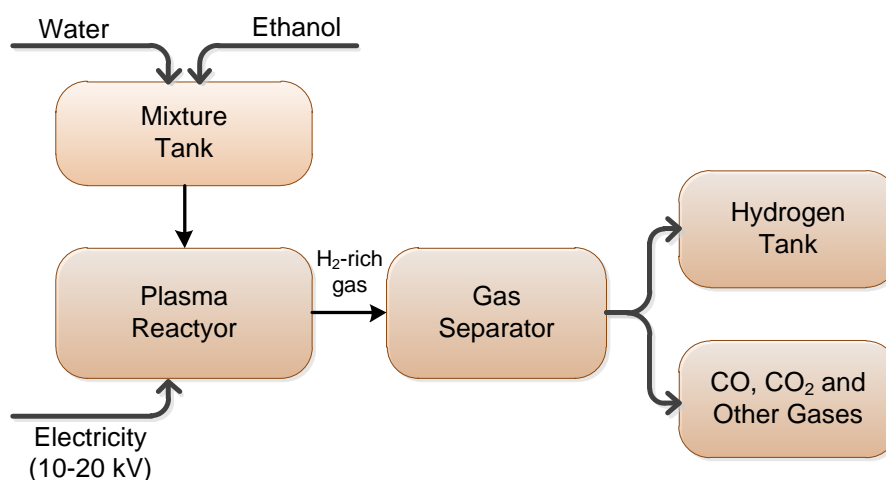 Water
Ethanol
Mixture
Tank
Plasma
Reactyor
H₂-rich
gas
Gas
Separator
Hydrogen
Tank
CO, CO₂ and
Other Gases
Electricity
(10-20 kV)